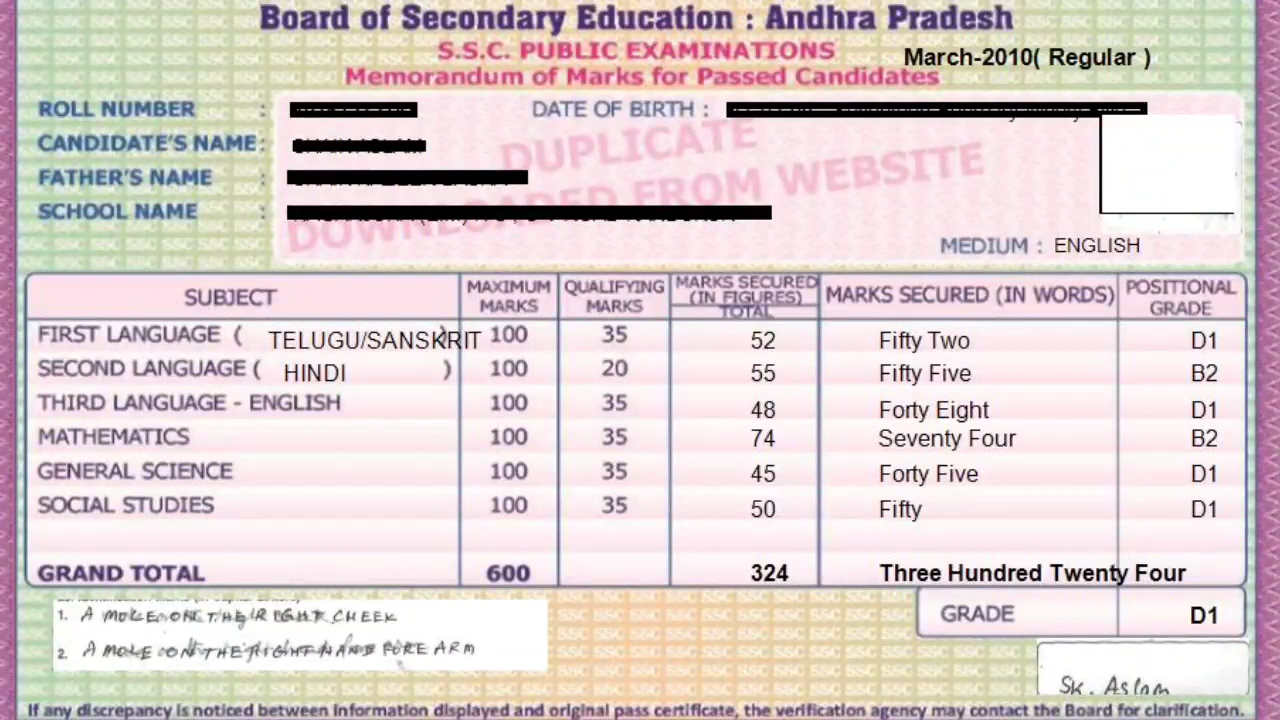 Board of Secondary Education : Andhra Pradesh
S.S.C. PUBLIC EXAMINATIONS March-2010( Regular )
Memorandum of Marks for Passed Candidates
ROLL NUMBER : DATE OF BIRTH :
CANDIDATE'S NAME :
FATHER'S NAME :
SCHOOL NAME :
DUPLICATE
DOWNLOADED FROM WEBSITE
MEDIUM : ENGLISH
SUBJECT MAXIMUM MARKS QUALIFYING MARKS MARKS SECURED (IN FIGURES) TOTAL MARKS SECURED (IN WORDS) POSITIONAL GRADE
FIRST LANGUAGE ( TELUGU/SANSKRIT ) 100 35 52 Fifty Two D1
SECOND LANGUAGE ( HINDI ) 100 20 55 Fifty Five B2
THIRD LANGUAGE - ENGLISH 100 35 48 Forty Eight D1
MATHEMATICS 100 35 74 Seventy Four B2
GENERAL SCIENCE 100 35 45 Forty Five D1
SOCIAL STUDIES 100 35 50 Fifty D1
GRAND TOTAL 600 324 Three Hundred Twenty Four
GRADE D1
1. A MOLE ON THE RIGHT CHEEK
2. A MOLE ON THE RIGHT HAND FORE ARM
Sk. Aslam
If any discrepancy is noticed between information displayed and original pass certificate, the verification agency may contact the Board for clarification.